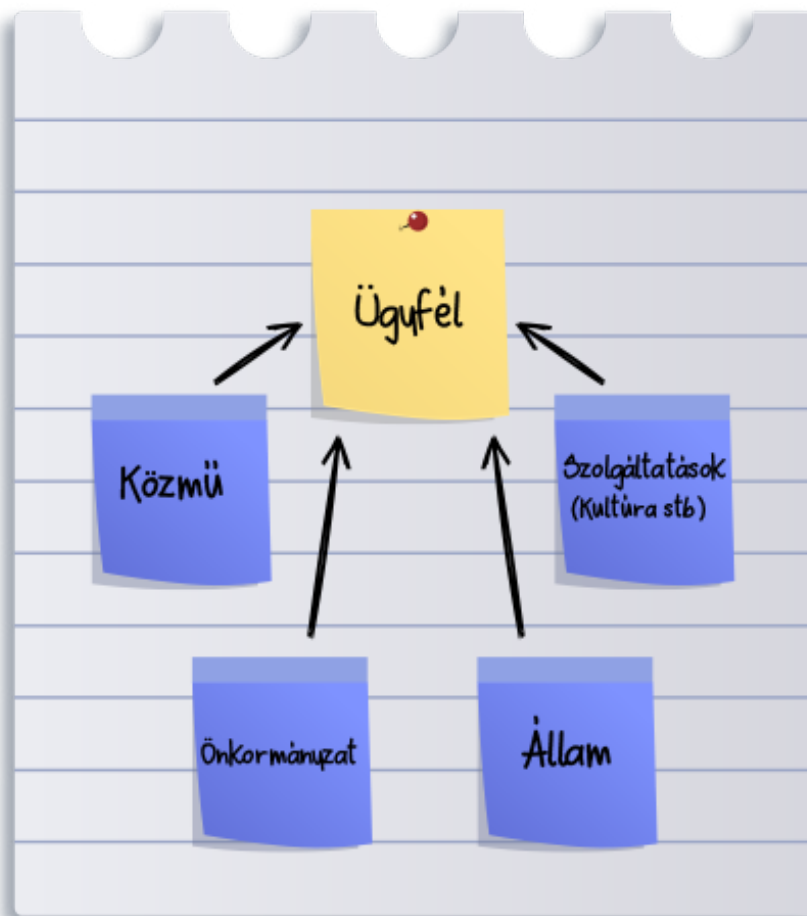 Ügyfél
Közmü
Szolgáltatások
(Kultúra stb)
Önkormányzat
Állam